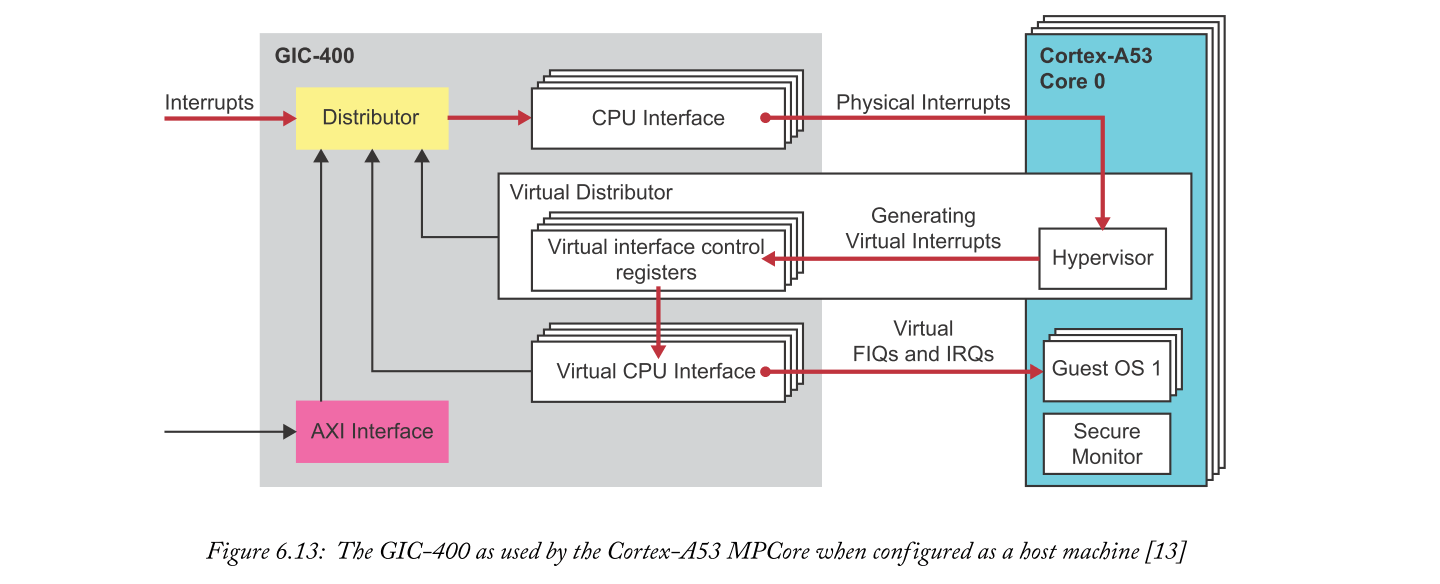 GIC-400
Cortex-A53
Core 0
Interrupts
Distributor
CPU Interface
Physical Interrupts
Virtual Distributor
Generating
Virtual Interrupts
Virtual interface control
registers
Hypervisor
Virtual
FIQs and IRQs
Virtual CPU Interface
Guest OS 1
AXI Interface
Secure
Monitor
Figure 6.13: The GIC-400 as used by the Cortex-A53 MPCore when configured as a host machine [13]